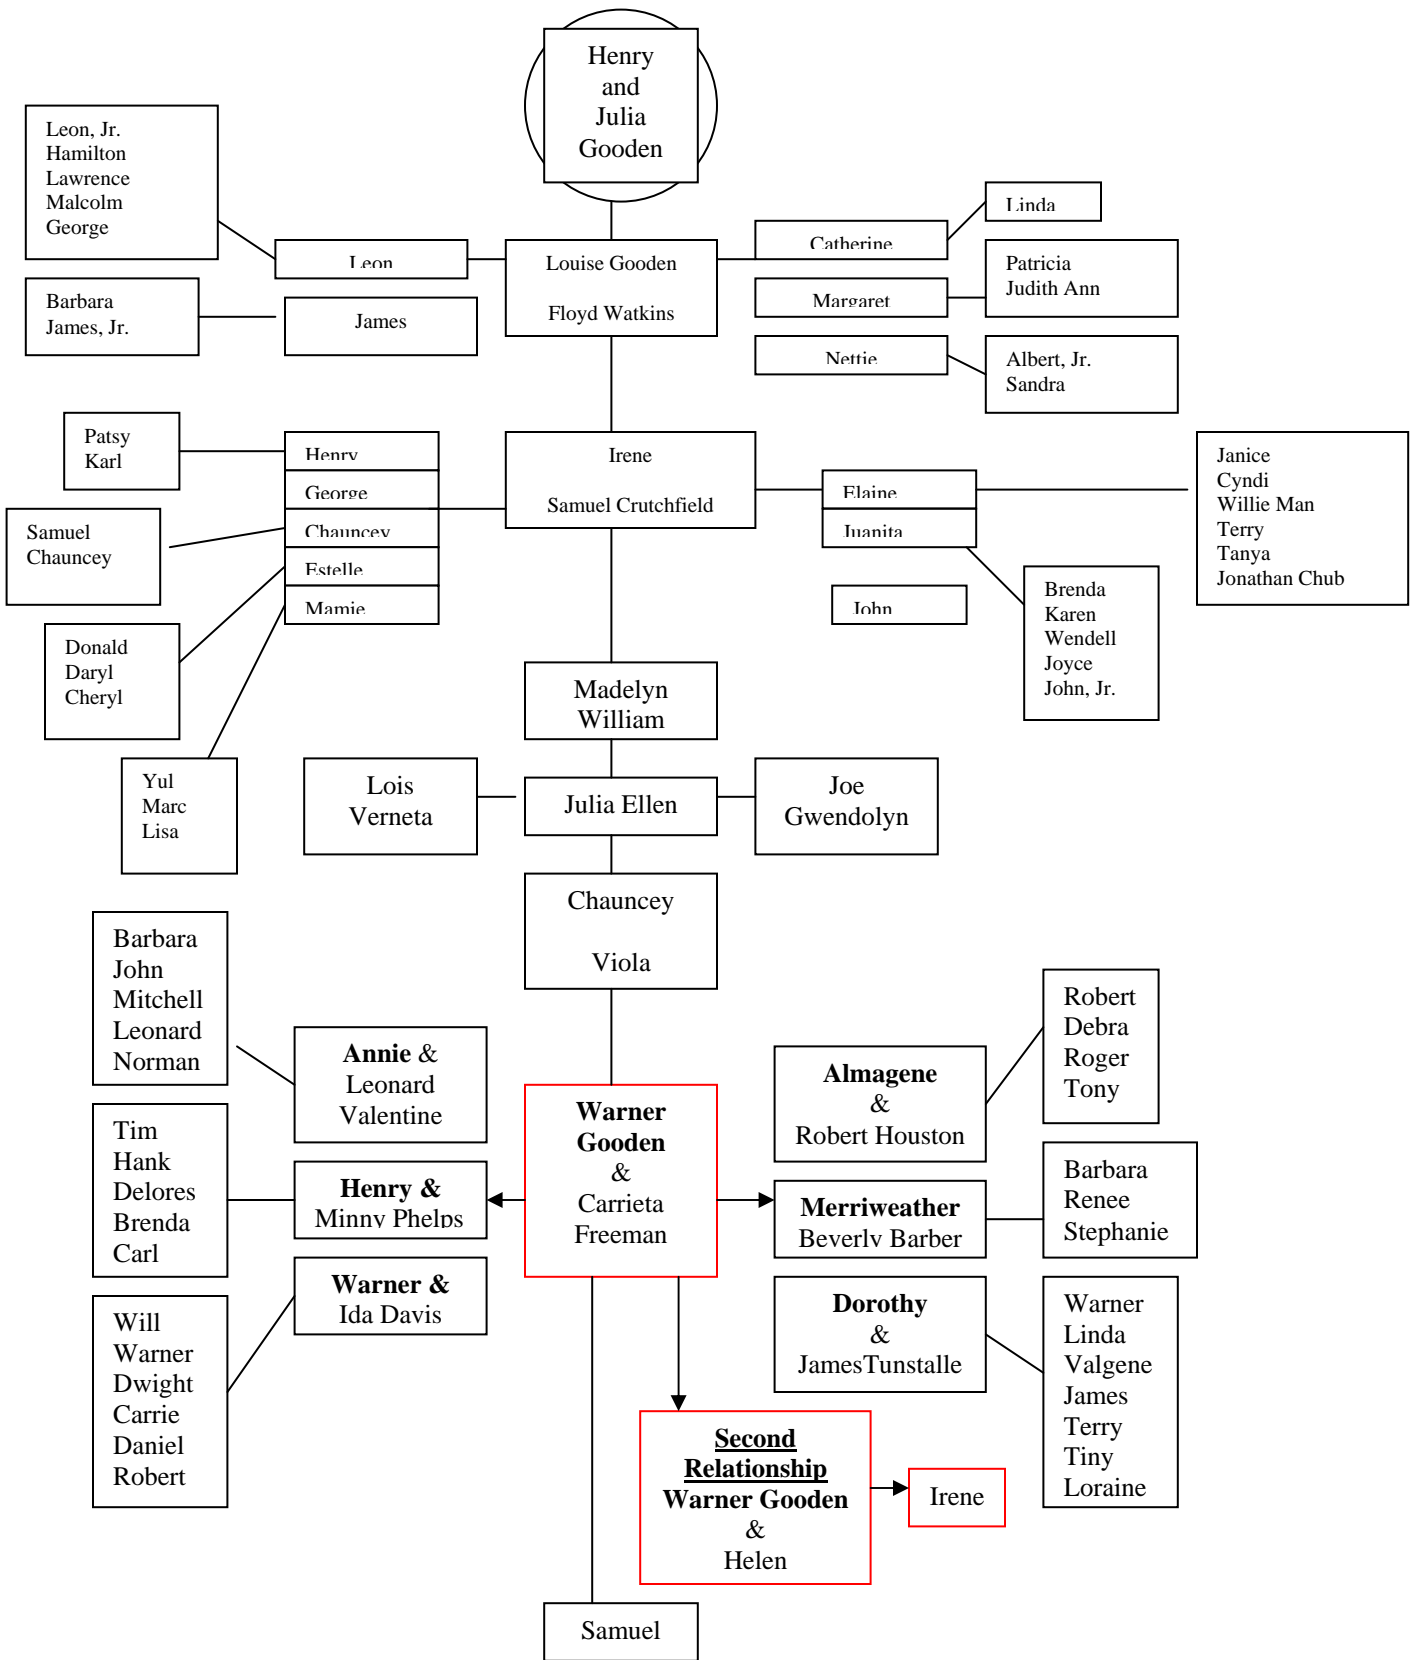 Henry
and
Julia
Gooden
Leon, Jr.
Hamilton
Lawrence
Malcolm
George
Leon
Louise Gooden
Floyd Watkins
Catherine
Linda
Margaret
Patricia
Judith Ann
Barbara
James, Jr.
James
Nettie
Albert, Jr.
Sandra
Patsy
Karl
Henry
George
Chauncey
Estelle
Mamie
Irene
Samuel Crutchfield
Elaine
Juanita
John
Janice
Cyndi
Willie Man
Terry
Tanya
Jonathan Chub
Samuel
Chauncey
Brenda
Karen
Wendell
Joyce
John, Jr.
Donald
Daryl
Cheryl
Madelyn
William
Yul
Marc
Lisa
Lois
Verneta
Julia Ellen
Joe
Gwendolyn
Chauncey
Viola
Barbara
John
Mitchell
Leonard
Norman
Annie &
Leonard
Valentine
Warner
Gooden
&
Carrieta
Freeman
Almagene
&
Robert Houston
Robert
Debra
Roger
Tony
Tim
Hank
Delores
Brenda
Carl
Henry &
Minny Phelps
Merriweather
Beverly Barber
Barbara
Renee
Stephanie
Will
Warner
Dwight
Carrie
Daniel
Robert
Warner &
Ida Davis
Dorothy
&
JamesTunstalle
Warner
Linda
Valgene
James
Terry
Tiny
Loraine
Second
Relationship
Warner Gooden
&
Helen
Irene
Samuel